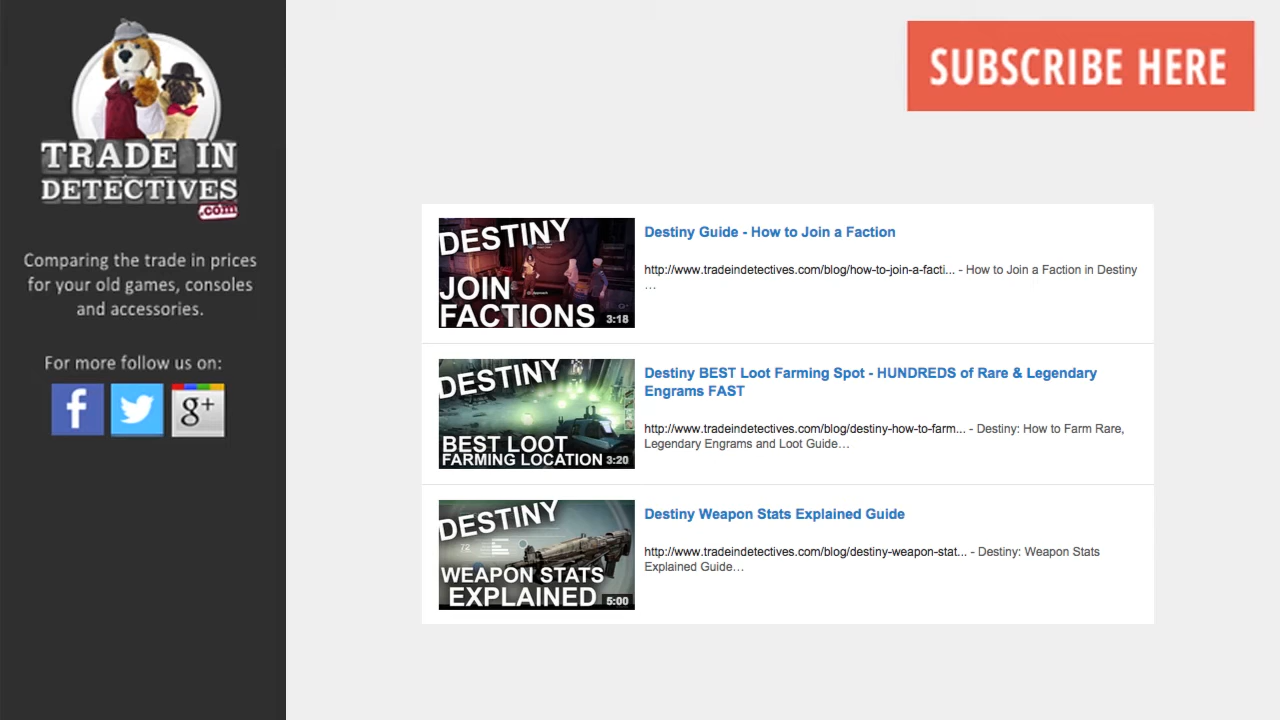 TRADE IN
DETECTIVES
.com
Comparing the trade in prices
for your old games, consoles
and accessories.
For more follow us on:
f
g+
SUBSCRIBE HERE
DESTINY
JOIN
FACTIONS
3:18
Destiny Guide - How to Join a Faction
http://www.tradeindetectives.com/blog/how-to-join-a-facti... - How to Join a Faction in Destiny
…
DESTINY
BEST LOOT
FARMING LOCATION
3:20
Destiny BEST Loot Farming Spot - HUNDREDS of Rare & Legendary
Engrams FAST
http://www.tradeindetectives.com/blog/destiny-how-to-farm... - Destiny: How to Farm Rare,
Legendary Engrams and Loot Guide…
DESTINY
72
WEAPON STATS
EXPLAINED
5:00
Destiny Weapon Stats Explained Guide
http://www.tradeindetectives.com/blog/destiny-weapon-stat... - Destiny: Weapon Stats
Explained Guide…